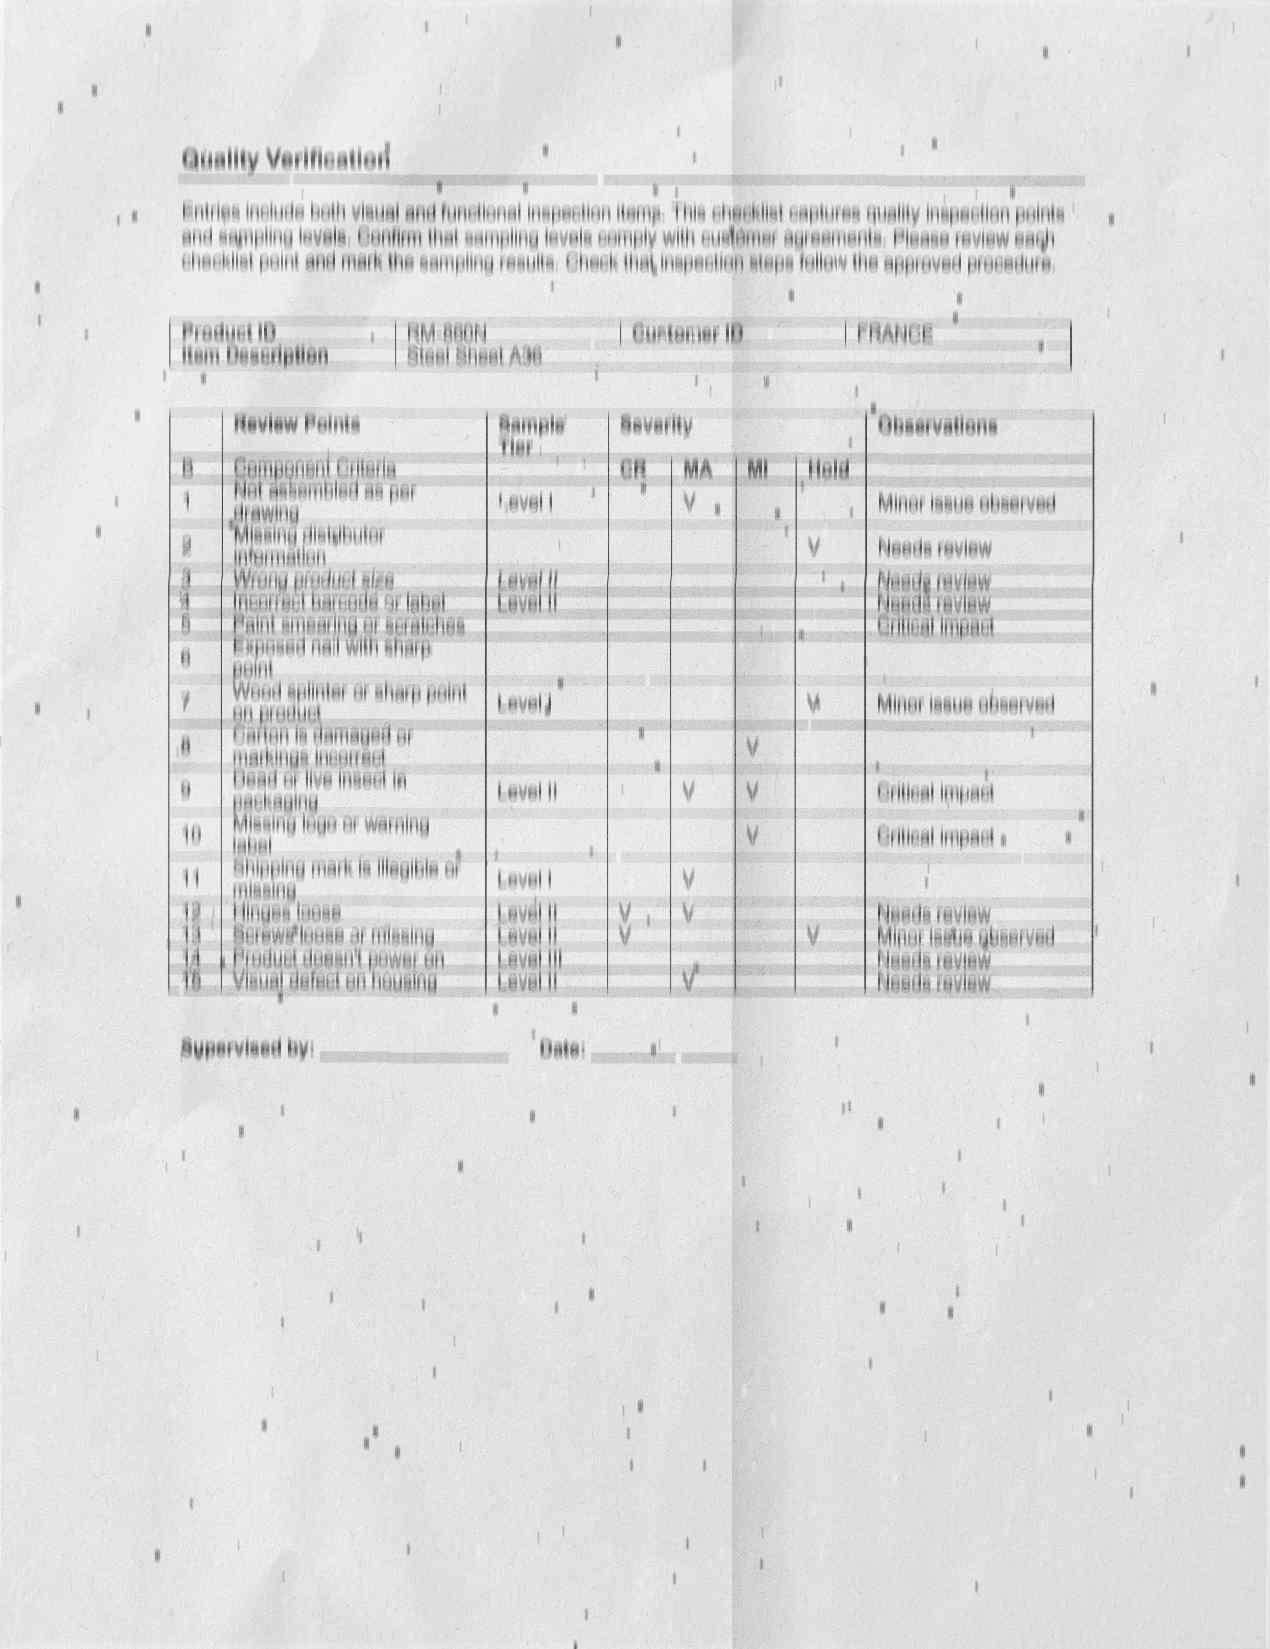 Quality Verification
Entries include both visual and functional inspection items. This checklist captures quality inspection points
and sampling levels. Confirm that sampling levels comply with customer agreements. Please review each
checklist point and mark the sampling results. Check that inspection steps follow the approved procedure.
Product ID Customer ID FRANCE
Item Description Steel Sheet A36
Review Points Sample Severity Observations
Tier
B Component Criteria CR MA MI Hold
Not assembled as per
1 Level I V Minor issue observed
drawing
Missing distributor
2 V Needs review
information
3 Wrong product size Level II Needs review
4 Incorrect barcode or label Level II Needs review
5 Paint smearing or scratches Critical impact
Exposed nail with sharp
6
point
Wood splinter or sharp point
7 Level I V Minor issue observed
on product
Carton is damaged or
8 V
markings incorrect
Dead or live insect in
9 Level II V V Critical impact
packaging
Missing logo or warning
10 V Critical impact
label
Shipping mark is illegible or
11 Level I V
missing
12 Hinges loose Level II V V Needs review
13 Screws loose or missing Level II V V Minor issue observed
14 Product doesn't power on Level III Needs review
15 Visual defect on housing Level II V Needs review
Supervised by: Date: